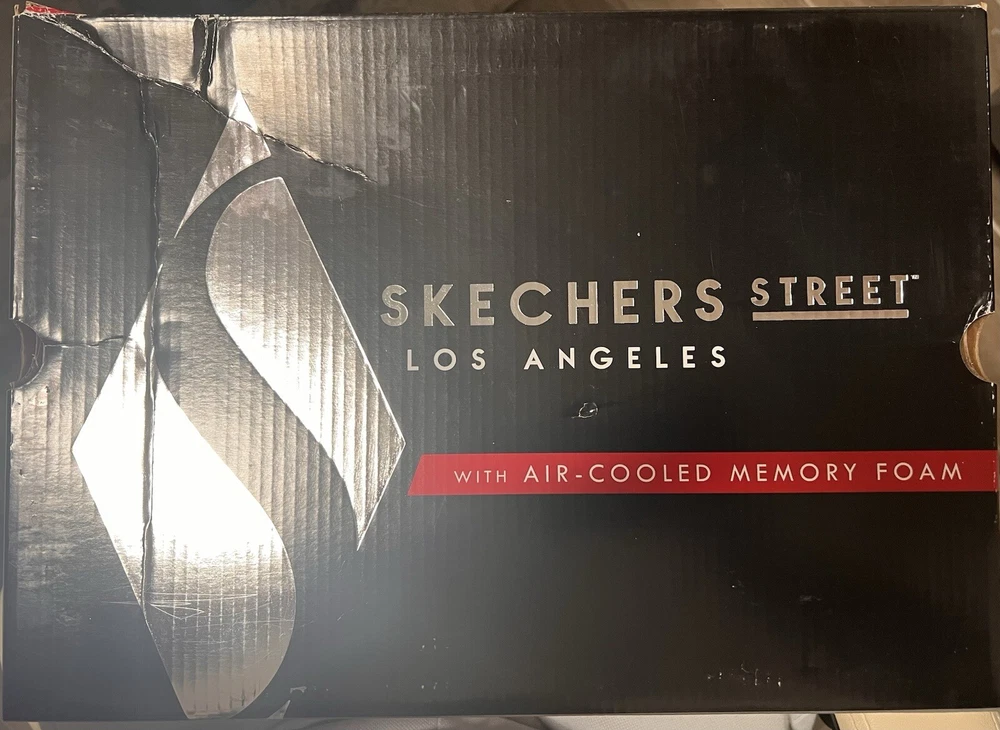 SKECHERS STREET™
LOS ANGELES
WITH AIR-COOLED MEMORY FOAM